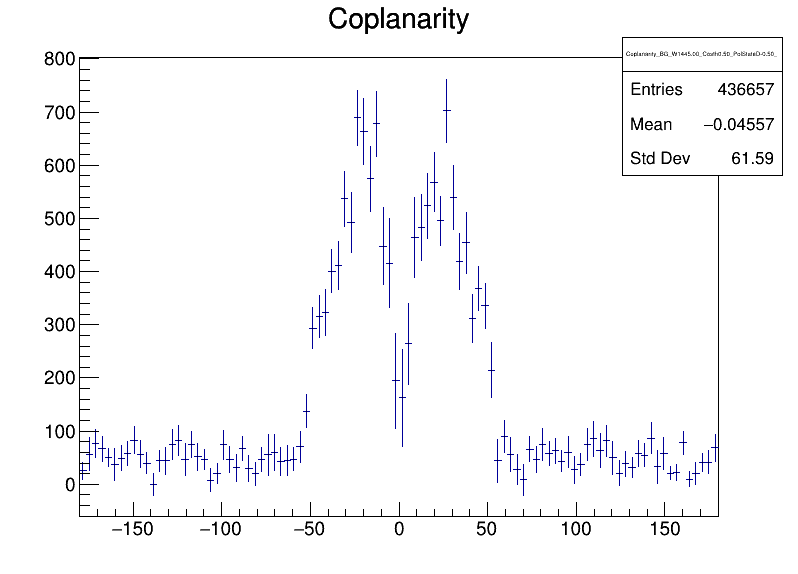 Coplanarity
Coplanarity_BG_W1445.00_Costh0.50_PolStateD-0.50_
Entries 436657
Mean −0.04557
Std Dev 61.59
800
700
600
500
400
300
200
100
0
−150 −100 −50 0 50 100 150